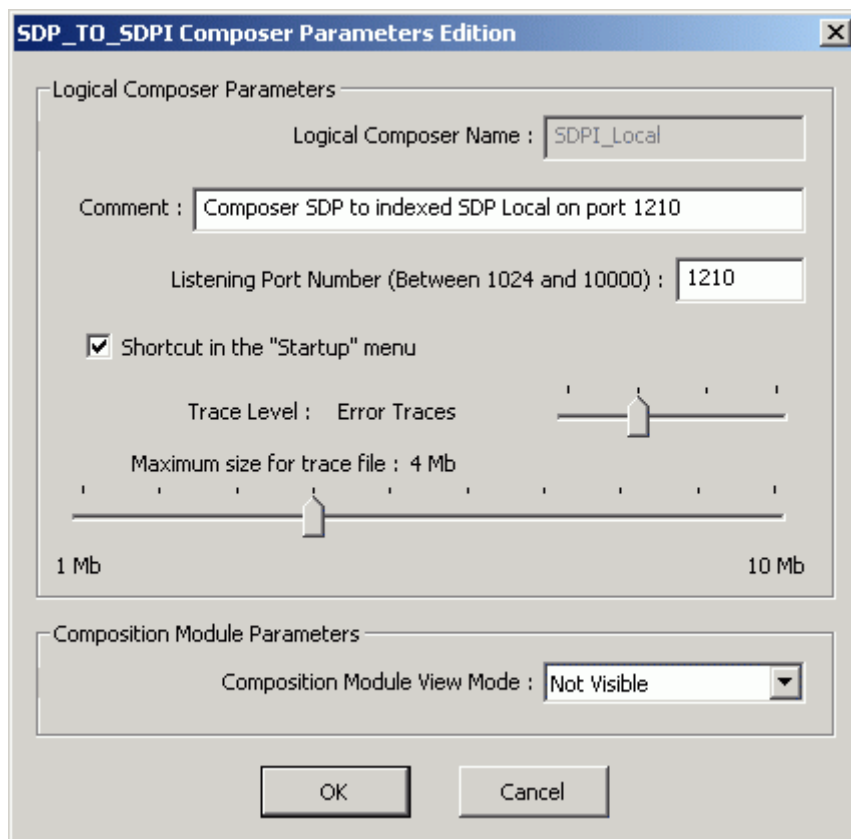 SDP_TO_SDPI Composer Parameters Edition
Logical Composer Parameters
Logical Composer Name : SDPI_Local
Comment : Composer SDP to indexed SDP Local on port 1210
Listening Port Number (Between 1024 and 10000) : 1210
Shortcut in the "Startup" menu
Trace Level : Error Traces
Maximum size for trace file : 4 Mb
1 Mb 10 Mb
Composition Module Parameters
Composition Module View Mode : Not Visible
OK Cancel